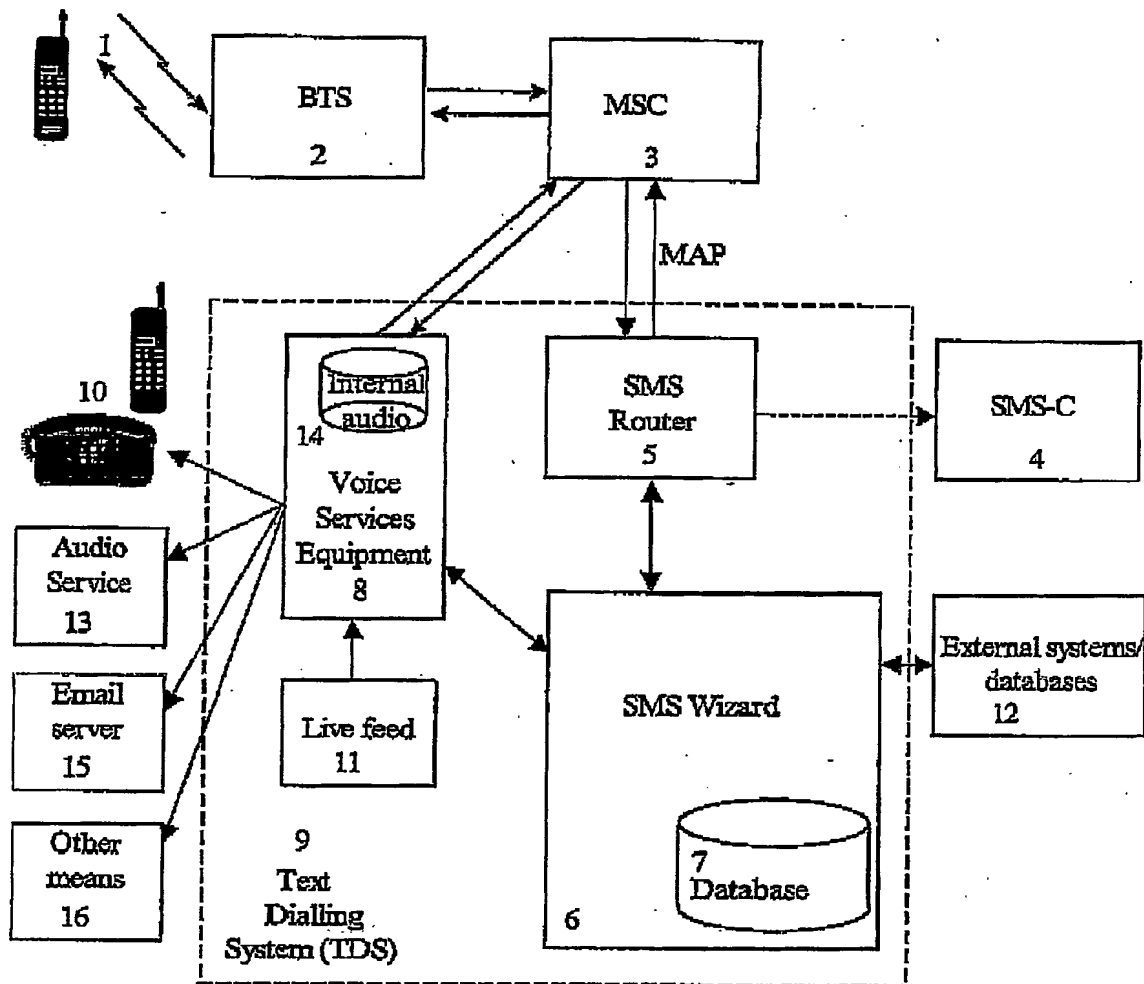 1
BTS
2
MSC
3
MAP
10
Internal
audio
14
Voice
Services
Equipment
8
SMS
Router
5
SMS-C
4
Audio
Service
13
Email
server
15
Other
means
16
Live feed
11
SMS Wizard
7
Database
6
External systems/
databases
12
9
Text
Dialling
System (TDS)